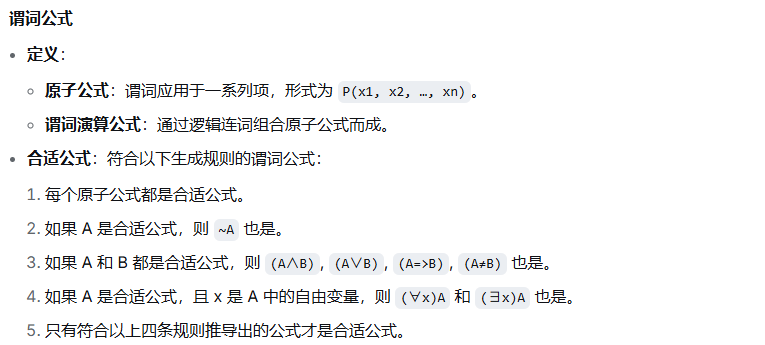 谓词公式
• 定义：
◦ 原子公式：谓词应用于一系列项，形式为 P(x1, x2, …, xn) 。
◦ 谓词演算公式：通过逻辑连词组合原子公式而成。
• 合适公式：符合以下生成规则的谓词公式：
1. 每个原子公式都是合适公式。
2. 如果 A 是合适公式，则 ~A 也是。
3. 如果 A 和 B 都是合适公式，则 (A∧B) , (A∨B) , (A=>B) , (A≠B) 也是。
4. 如果 A 是合适公式，且 x 是 A 中的自由变量，则 (∀x)A 和 (∃x)A 也是。
5. 只有符合以上四条规则推导出的公式才是合适公式。